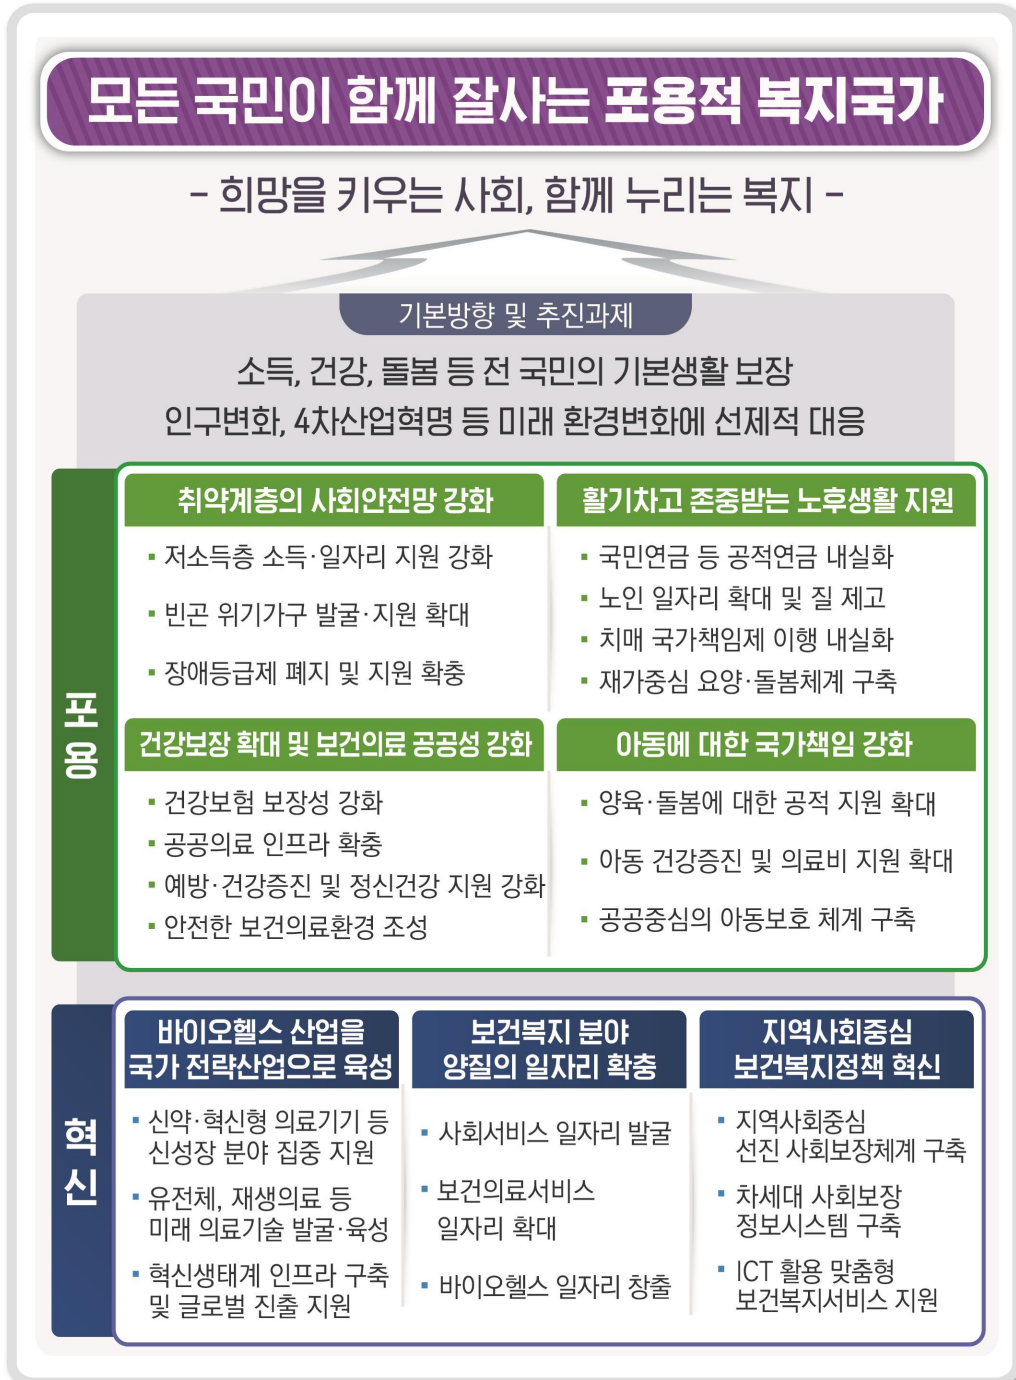 모든 국민이 함께 잘사는 포용적 복지국가
- 희망을 키우는 사회, 함께 누리는 복지 -
기본방향 및 추진과제
소득, 건강, 돌봄 등 전 국민의 기본생활 보장
인구변화, 4차산업혁명 등 미래 환경변화에 선제적 대응
포용
취약계층의 사회안전망 강화
▪ 저소득층 소득·일자리 지원 강화
▪ 빈곤 위기가구 발굴·지원 확대
▪ 장애등급제 폐지 및 지원 확충
활기차고 존중받는 노후생활 지원
▪ 국민연금 등 공적연금 내실화
▪ 노인 일자리 확대 및 질 제고
▪ 치매 국가책임제 이행 내실화
▪ 재가중심 요양·돌봄체계 구축
건강보장 확대 및 보건의료 공공성 강화
▪ 건강보험 보장성 강화
▪ 공공의료 인프라 확충
▪ 예방·건강증진 및 정신건강 지원 강화
▪ 안전한 보건의료환경 조성
아동에 대한 국가책임 강화
▪ 양육·돌봄에 대한 공적 지원 확대
▪ 아동 건강증진 및 의료비 지원 확대
▪ 공공중심의 아동보호 체계 구축
혁신
바이오헬스 산업을
국가 전략산업으로 육성
▪ 신약·혁신형 의료기기 등
신성장 분야 집중 지원
▪ 유전체, 재생의료 등
미래 의료기술 발굴·육성
▪ 혁신생태계 인프라 구축
및 글로벌 진출 지원
보건복지 분야
양질의 일자리 확충
▪ 사회서비스 일자리 발굴
▪ 보건의료서비스
일자리 확대
▪ 바이오헬스 일자리 창출
지역사회중심
보건복지정책 혁신
▪ 지역사회중심
선진 사회보장체계 구축
▪ 차세대 사회보장
정보시스템 구축
▪ ICT 활용 맞춤형
보건복지서비스 지원